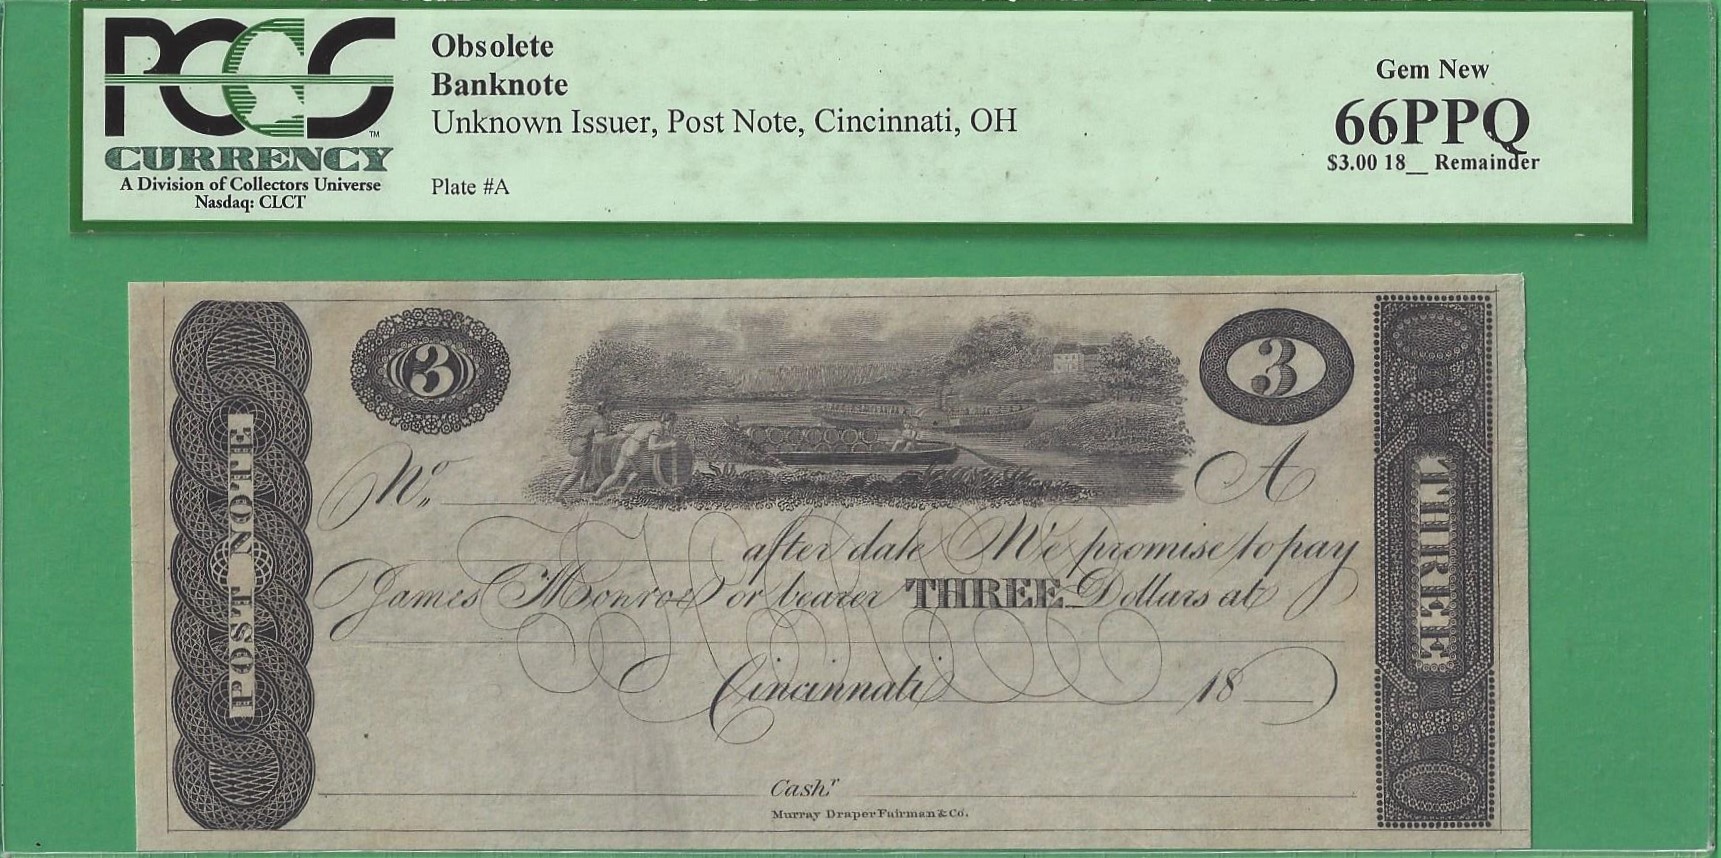 PCGS
TM
CURRENCY
A Division of Collectors Universe
Nasdaq: CLCT
Obsolete
Banknote
Unknown Issuer, Post Note, Cincinnati, OH
Plate #A
Gem New
66PPQ
$3.00 18__ Remainder
POST NOTE
3
3
THREE
No. A
after date We promise to pay
James Monroe or bearer THREE Dollars at
Cincinnati 18
Cashr
Murray Draper Fairman & Co.